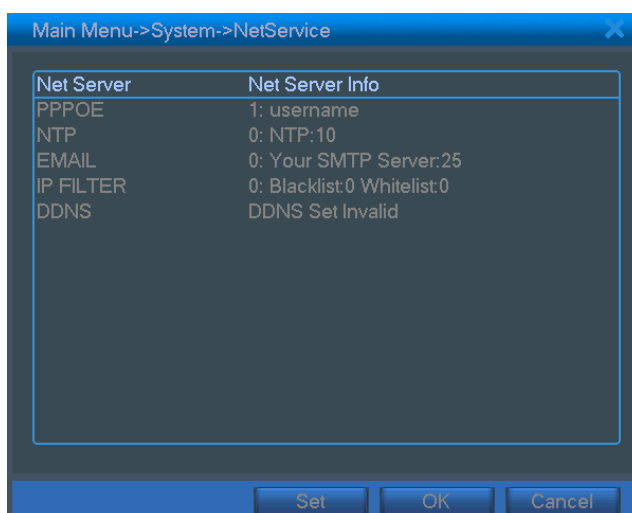 Main Menu->System->NetService
Net Server Net Server Info
PPPOE 1: username
NTP 0: NTP:10
EMAIL 0: Your SMTP Server:25
IP FILTER 0: Blacklist:0 Whitelist:0
DDNS DDNS Set Invalid
Set OK Cancel